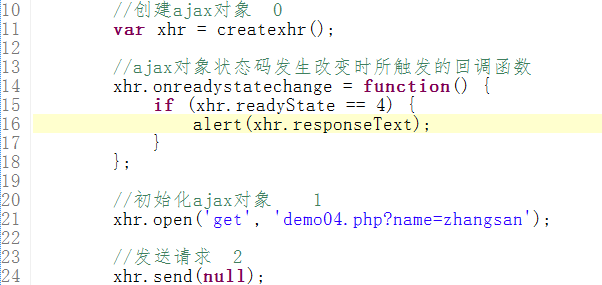 10 //创建ajax对象  0
11 var xhr = createxhr();
12
13 //ajax对象状态码发生改变时所触发的回调函数
14 xhr.onreadystatechange = function() {
15     if (xhr.readyState == 4) {
16         alert(xhr.responseText);
17     }
18 };
19
20 //初始化ajax对象    1
21 xhr.open('get', 'demo04.php?name=zhangsan');
22
23 //发送请求  2
24 xhr.send(null);